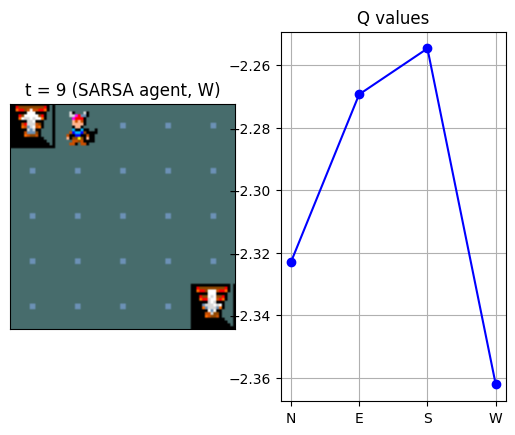 t = 9 (SARSA agent, W)
Q values
−2.26
−2.28
−2.30
−2.32
−2.34
−2.36
N E S W